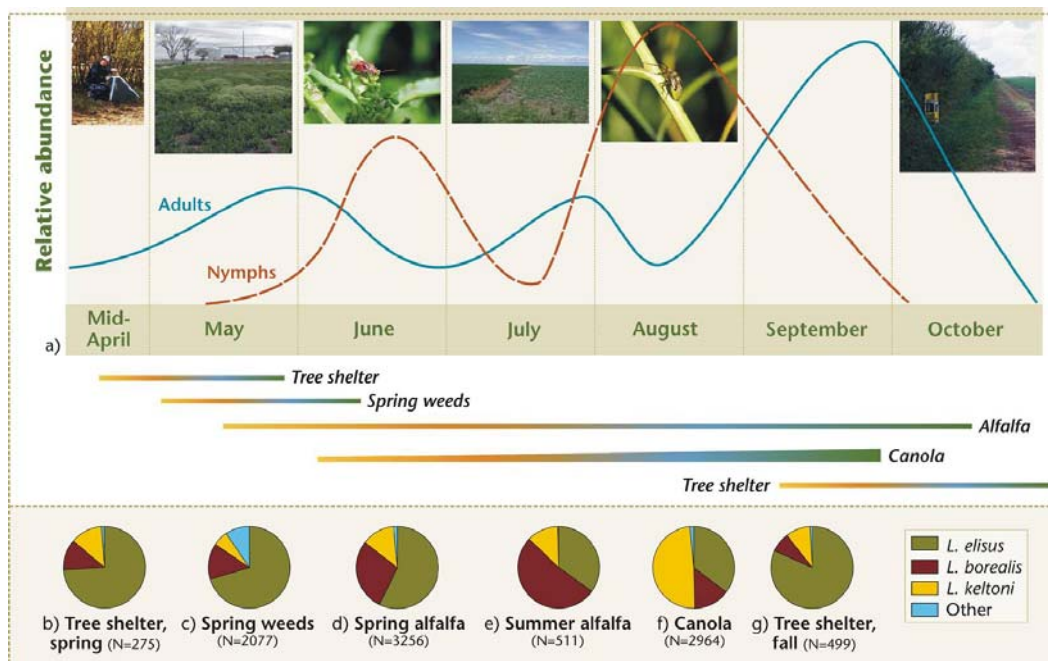 Relative abundance
Adults
Nymphs
a)
Mid-
April
May
June
July
August
September
October
Tree shelter
Spring weeds
Alfalfa
Canola
Tree shelter
b) Tree shelter,
spring (N=275)
c) Spring weeds
(N=2077)
d) Spring alfalfa
(N=3256)
e) Summer alfalfa
(N=511)
f) Canola
(N=2964)
g) Tree shelter,
fall (N=499)
L. elisus
L. borealis
L. keltoni
Other